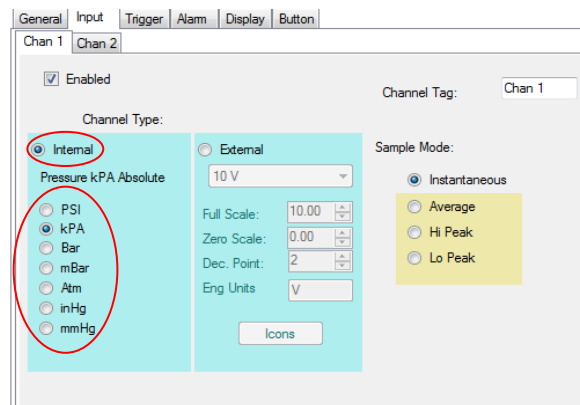 General Input Trigger Alarm Display Button
Chan 1 Chan 2
Enabled
Channel Tag: Chan 1
Channel Type:
Internal
Pressure kPA Absolute
PSI
kPA
Bar
mBar
Atm
inHg
mmHg
External
10 V
Full Scale: 10.00
Zero Scale: 0.00
Dec. Point: 2
Eng Units V
Icons
Sample Mode:
Instantaneous
Average
Hi Peak
Lo Peak